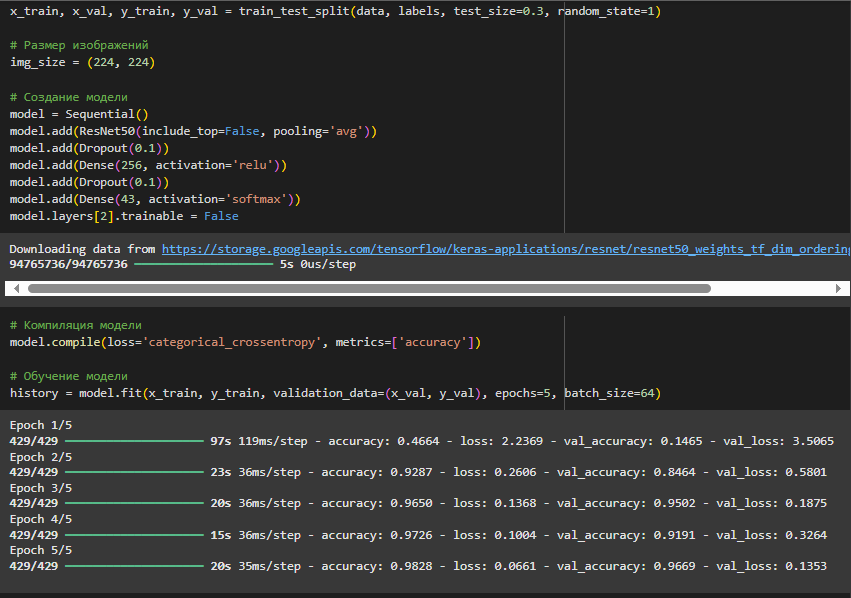 x_train, x_val, y_train, y_val = train_test_split(data, labels, test_size=0.3, random_state=1)
# Размер изображений
img_size = (224, 224)
# Создание модели
model = Sequential()
model.add(ResNet50(include_top=False, pooling='avg'))
model.add(Dropout(0.1))
model.add(Dense(256, activation='relu'))
model.add(Dropout(0.1))
model.add(Dense(43, activation='softmax'))
model.layers[2].trainable = False
Downloading data from https://storage.googleapis.com/tensorflow/keras-applications/resnet/resnet50_weights_tf_dim_ordering
94765736/94765736 5s 0us/step
# Компиляция модели
model.compile(loss='categorical_crossentropy', metrics=['accuracy'])
# Обучение модели
history = model.fit(x_train, y_train, validation_data=(x_val, y_val), epochs=5, batch_size=64)
Epoch 1/5
429/429 97s 119ms/step - accuracy: 0.4664 - loss: 2.2369 - val_accuracy: 0.1465 - val_loss: 3.5065
Epoch 2/5
429/429 23s 36ms/step - accuracy: 0.9287 - loss: 0.2606 - val_accuracy: 0.8464 - val_loss: 0.5801
Epoch 3/5
429/429 20s 36ms/step - accuracy: 0.9650 - loss: 0.1368 - val_accuracy: 0.9502 - val_loss: 0.1875
Epoch 4/5
429/429 15s 36ms/step - accuracy: 0.9726 - loss: 0.1004 - val_accuracy: 0.9191 - val_loss: 0.3264
Epoch 5/5
429/429 20s 35ms/step - accuracy: 0.9828 - loss: 0.0661 - val_accuracy: 0.9669 - val_loss: 0.1353